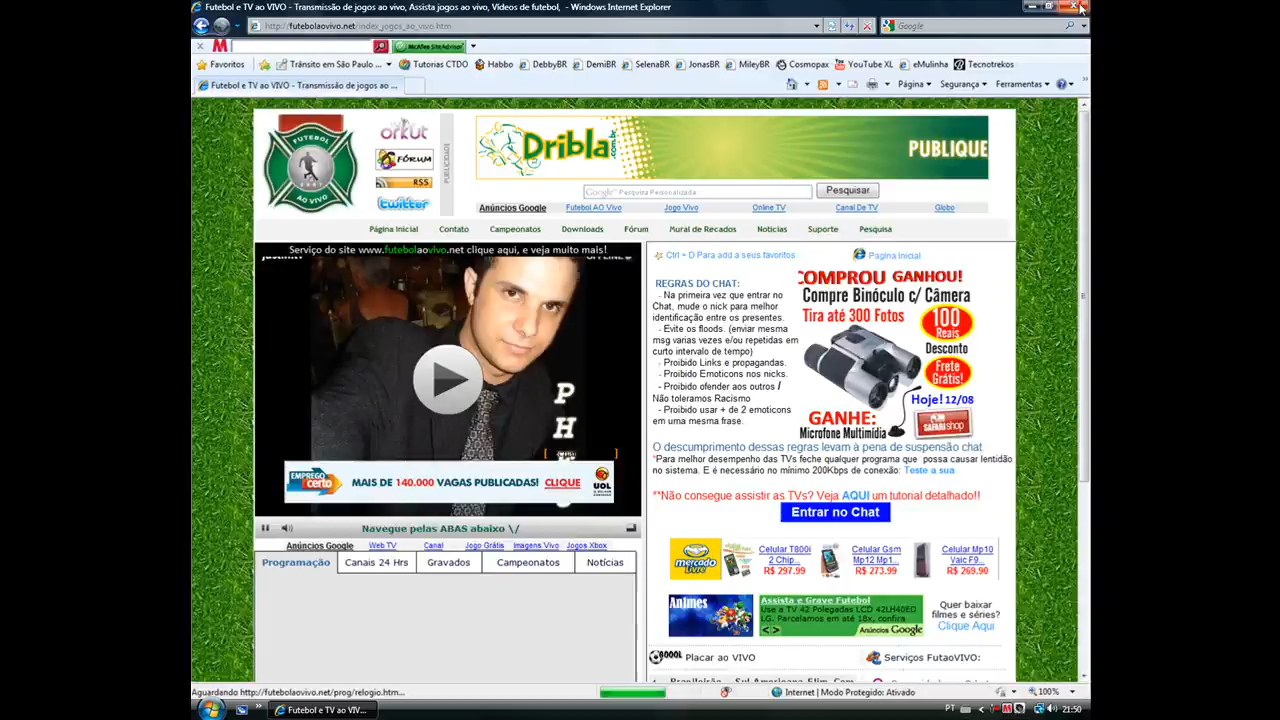 Futebol e TV ao VIVO - Transmissão de jogos ao vivo, Assista jogos ao vivo, Videos de futebol, - Windows Internet Explorer
http://futebolaovivo.net/index_jogos_ao_vivo.htm
Google
McAfee SiteAdvisor
Favoritos
Trânsito em São Paulo ...
Tutorias CTDO
Habbo
DebbyBR
DemiBR
SelenaBR
JonasBR
MileyBR
Cosmopax
YouTube XL
eMulinha
Tecnotrekos
Futebol e TV ao VIVO - Transmissão de jogos ao ...
Página
Segurança
Ferramentas
FUTEBOL
AO VIVO
orkut
FÓRUM
RSS
twitter
PUBLICIDADE
Dribla.com.br
PUBLIQUE
Google™ Pesquisa Personalizada
Pesquisar
Anúncios Google
Futebol AO Vivo
Jogo Vivo
Online TV
Canal De TV
Globo
Página Inicial
Contato
Campeonatos
Downloads
Fórum
Mural de Recados
Noticias
Suporte
Pesquisa
Serviço do site www.futebolaovivo.net clique aqui, e veja muito mais!
justin.tv
OFFLINE
P
H
EMPREGO certo
MAIS DE 140.000 VAGAS PUBLICADAS! CLIQUE
UOL
Navegue pelas ABAS abaixo \/
Anúncios Google
Web TV
Canal
Jogo Grátis
Imagens Vivo
Jogos Xbox
Programação
Canais 24 Hrs
Gravados
Campeonatos
Notícias
Ctrl + D Para add a seus favoritos
Pagina Inicial
REGRAS DO CHAT:
- Na primeira vez que entrar no
Chat, mude o nick para melhor
identificação entre os presentes.
- Evite os floods. (enviar mesma
msg varias vezes e/ou repetidas em
curto intervalo de tempo)
- Proibido Links e propagandas.
- Proibido Emoticons nos nicks.
- Proibido ofender aos outros /
Não toleramos Racismo
- Proibido usar + de 2 emoticons
em uma mesma frase.
COMPROU GANHOU!
Compre Binóculo c/ Câmera
Tira até 300 Fotos
100
Reais
Desconto
Frete
Grátis!
Hoje! 12/08
GANHE:
Microfone Multimídia
SAFARI shop
O descumprimento dessas regras levam à pena de suspensão chat.
*Para melhor desempenho das TVs feche qualquer programa que possa causar lentidão
no sistema. E é necessário no mínimo 200Kbps de conexão: Teste a sua
**Não consegue assistir as TVs? Veja AQUI um tutorial detalhado!!
Entrar no Chat
mercado
Livre
Celular T800i
2 Chip...
R$ 297.99
Celular Gsm
Mp12 Mp1...
R$ 273.99
Celular Mp10
Vaic F9...
R$ 269.90
Animes
Assista e Grave Futebol
Use a TV 42 Polegadas LCD 42LH40ED
LG. Parcelamos em até 18x, confira
Anúncios Google
Quer baixar
filmes e séries?
Clique Aqui
GOOOL
Placar ao VIVO
Serviços FutaoVIVO:
Aguardando http://futebolaovivo.net/prog/relogio.htm...
Internet | Modo Protegido: Ativado
100%
Futebol e TV ao VIV...
PT
21:50